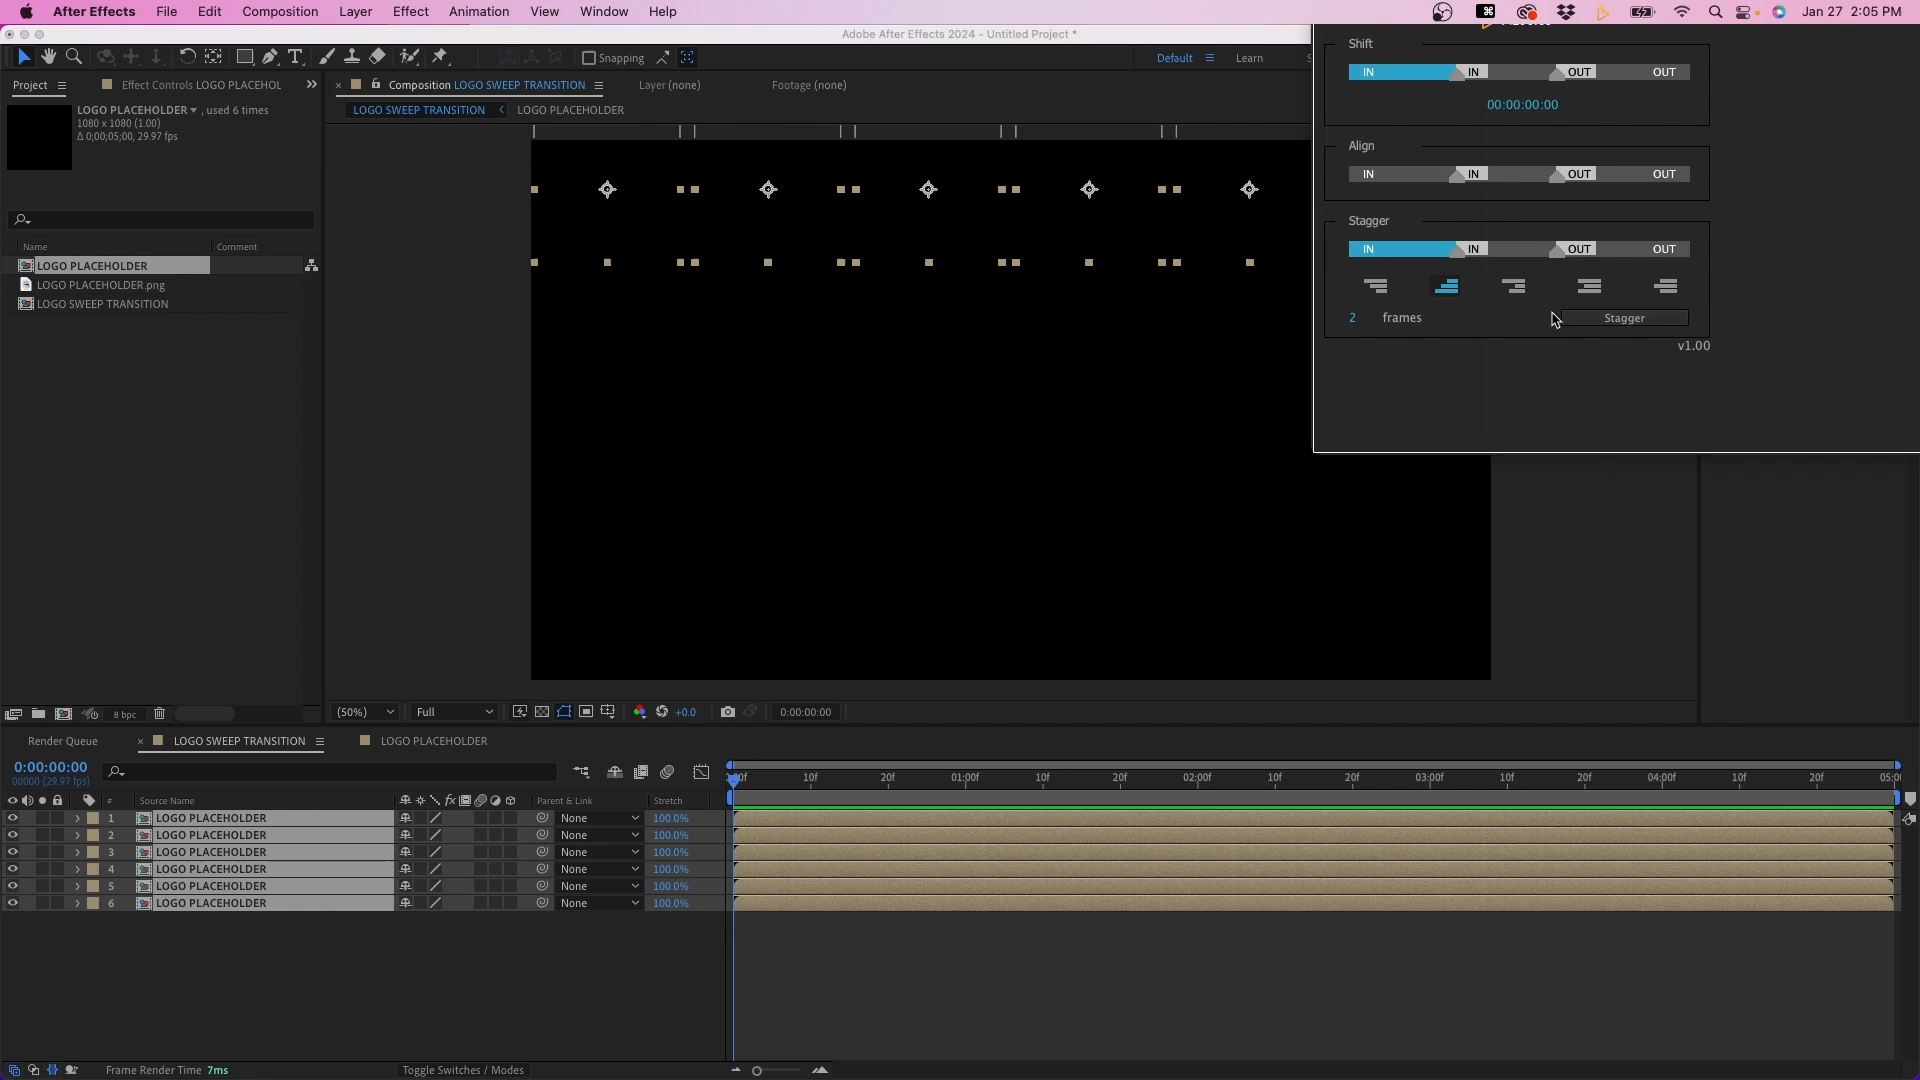 After Effects File Edit Composition Layer Effect Animation View Window Help Jan 27 2:05 PM
Adobe After Effects 2024 - Untitled Project *
Snapping Default Learn
Project Effect Controls LOGO PLACEHOL Composition LOGO SWEEP TRANSITION Layer (none) Footage (none)
LOGO SWEEP TRANSITION LOGO PLACEHOLDER
LOGO PLACEHOLDER , used 6 times
1080 x 1080 (1.00)
Δ 0;00;05;00, 29.97 fps
Name Comment
LOGO PLACEHOLDER
LOGO PLACEHOLDER.png
LOGO SWEEP TRANSITION
Shift
IN IN OUT OUT
00:00:00:00
Align
IN IN OUT OUT
Stagger
IN IN OUT OUT
2 frames Stagger
v1.00
8 bpc (50%) Full +0.0 0:00:00:00
Render Queue LOGO SWEEP TRANSITION LOGO PLACEHOLDER
0:00:00:00
00000 (29.97 fps)
10f 20f 01:00f 10f 20f 02:00f 10f 20f 03:00f 10f 20f 04:00f 10f 20f
# Source Name fx Parent & Link Stretch
1 LOGO PLACEHOLDER None 100.0%
2 LOGO PLACEHOLDER None 100.0%
3 LOGO PLACEHOLDER None 100.0%
4 LOGO PLACEHOLDER None 100.0%
5 LOGO PLACEHOLDER None 100.0%
6 LOGO PLACEHOLDER None 100.0%
Frame Render Time 7ms Toggle Switches / Modes